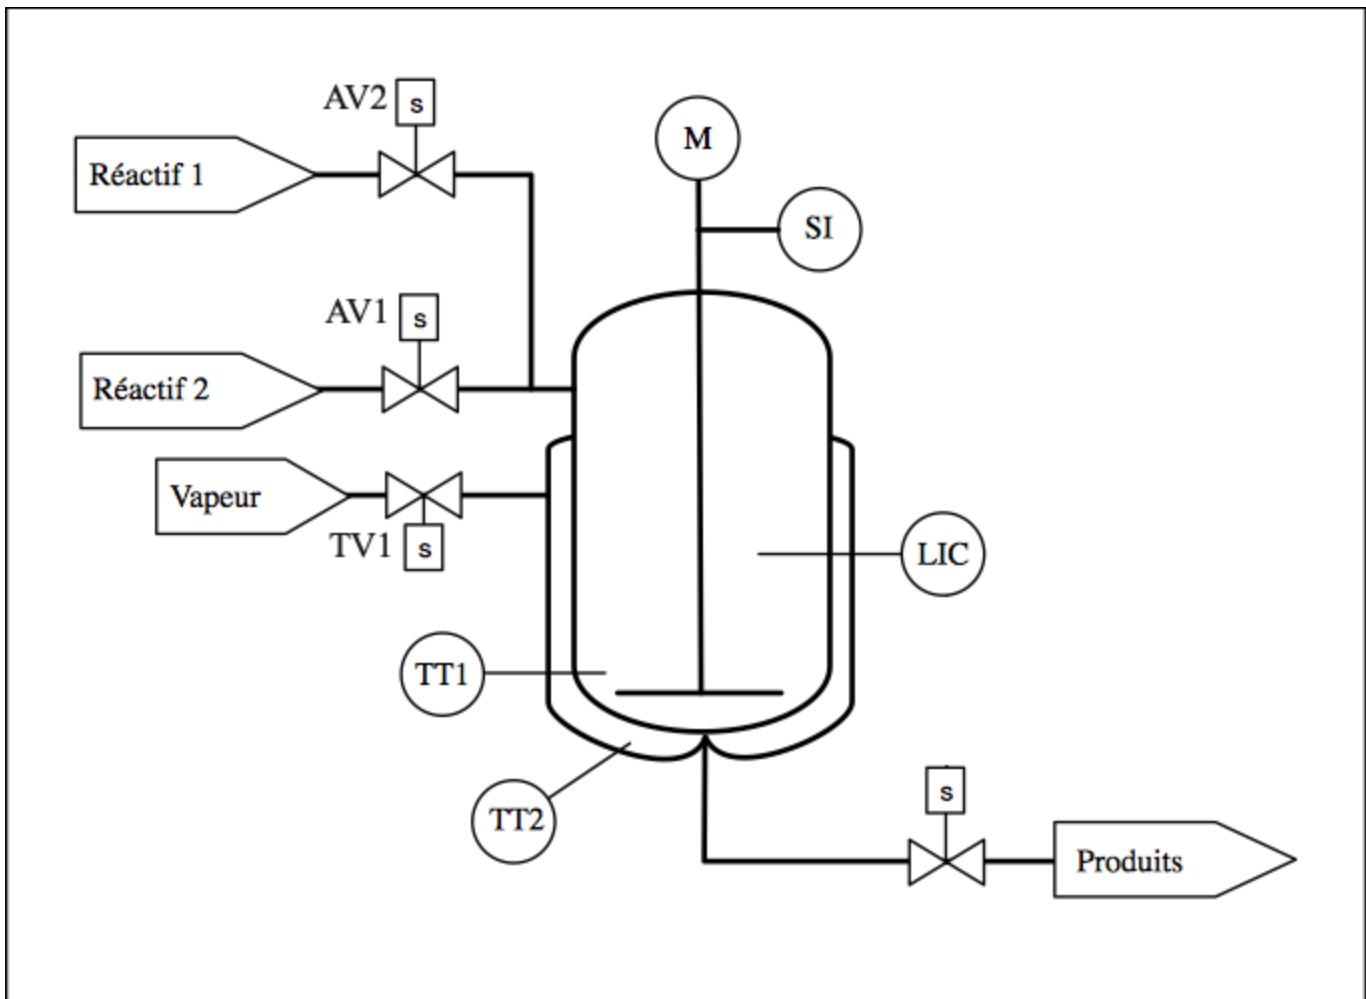 AV2 s
M
Réactif 1
SI
AV1 s
Réactif 2
Vapeur
TV1 s
LIC
TT1
TT2
s
Produits